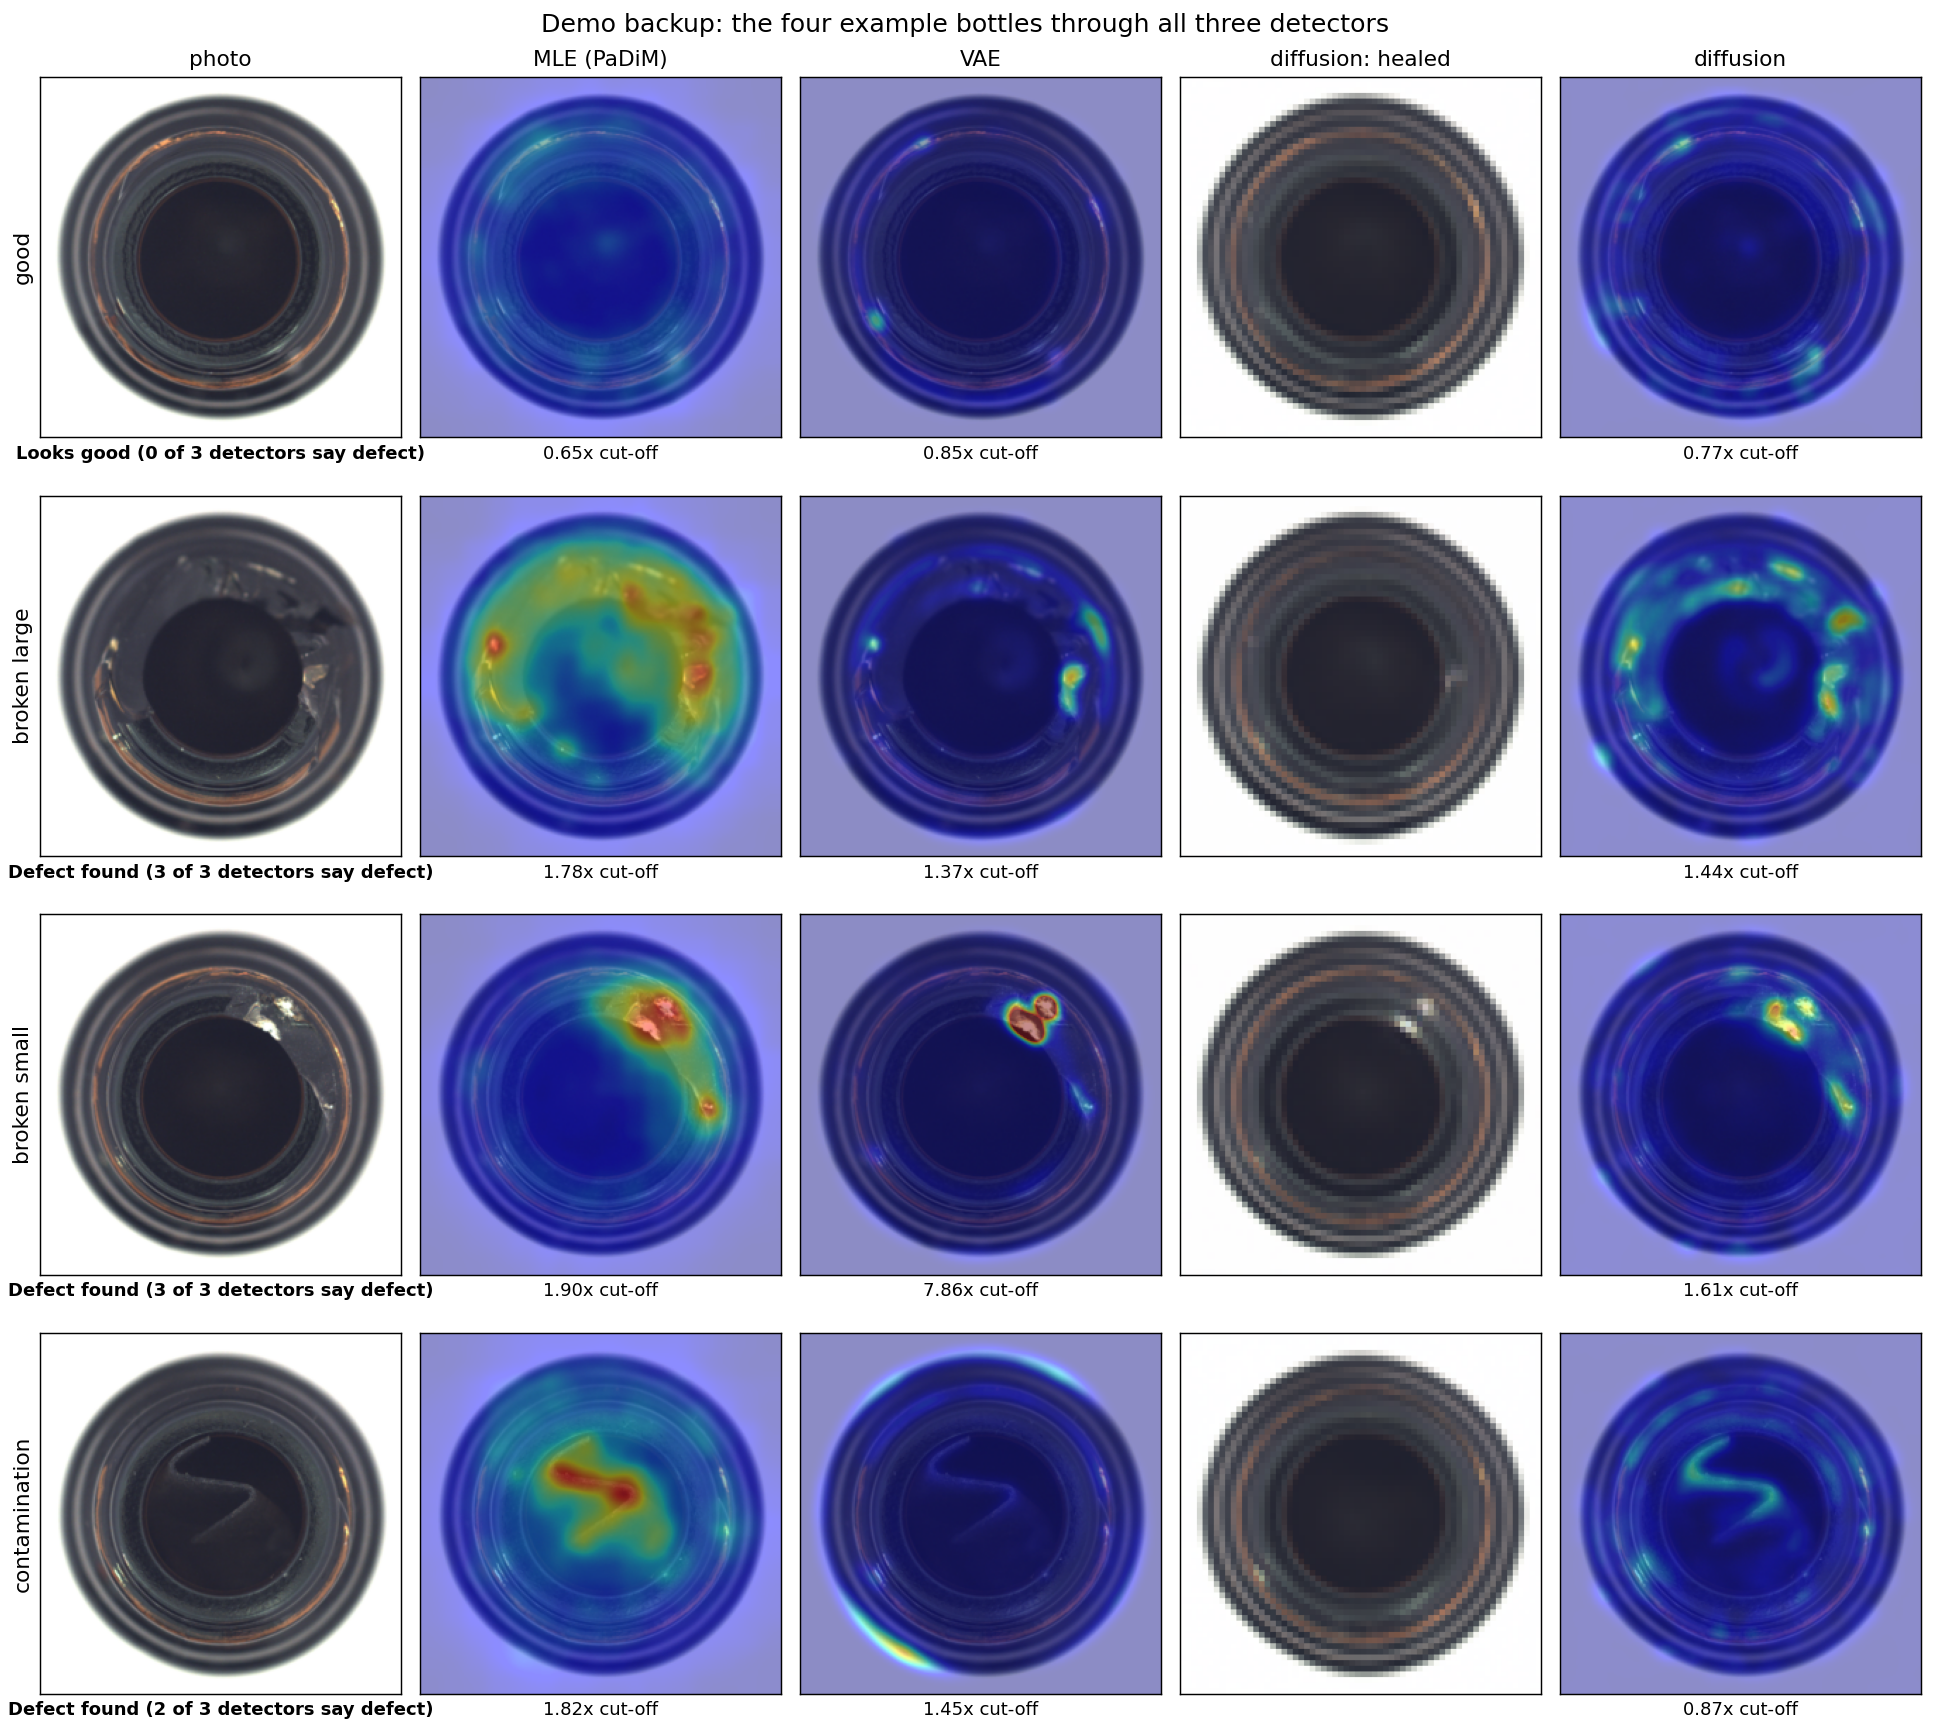 Demo backup: the four example bottles through all three detectors
photo
MLE (PaDiM)
VAE
diffusion: healed
diffusion
good
Looks good (0 of 3 detectors say defect)
0.65x cut-off
0.85x cut-off
0.77x cut-off
broken large
Defect found (3 of 3 detectors say defect)
1.78x cut-off
1.37x cut-off
1.44x cut-off
broken small
Defect found (3 of 3 detectors say defect)
1.90x cut-off
7.86x cut-off
1.61x cut-off
contamination
Defect found (2 of 3 detectors say defect)
1.82x cut-off
1.45x cut-off
0.87x cut-off